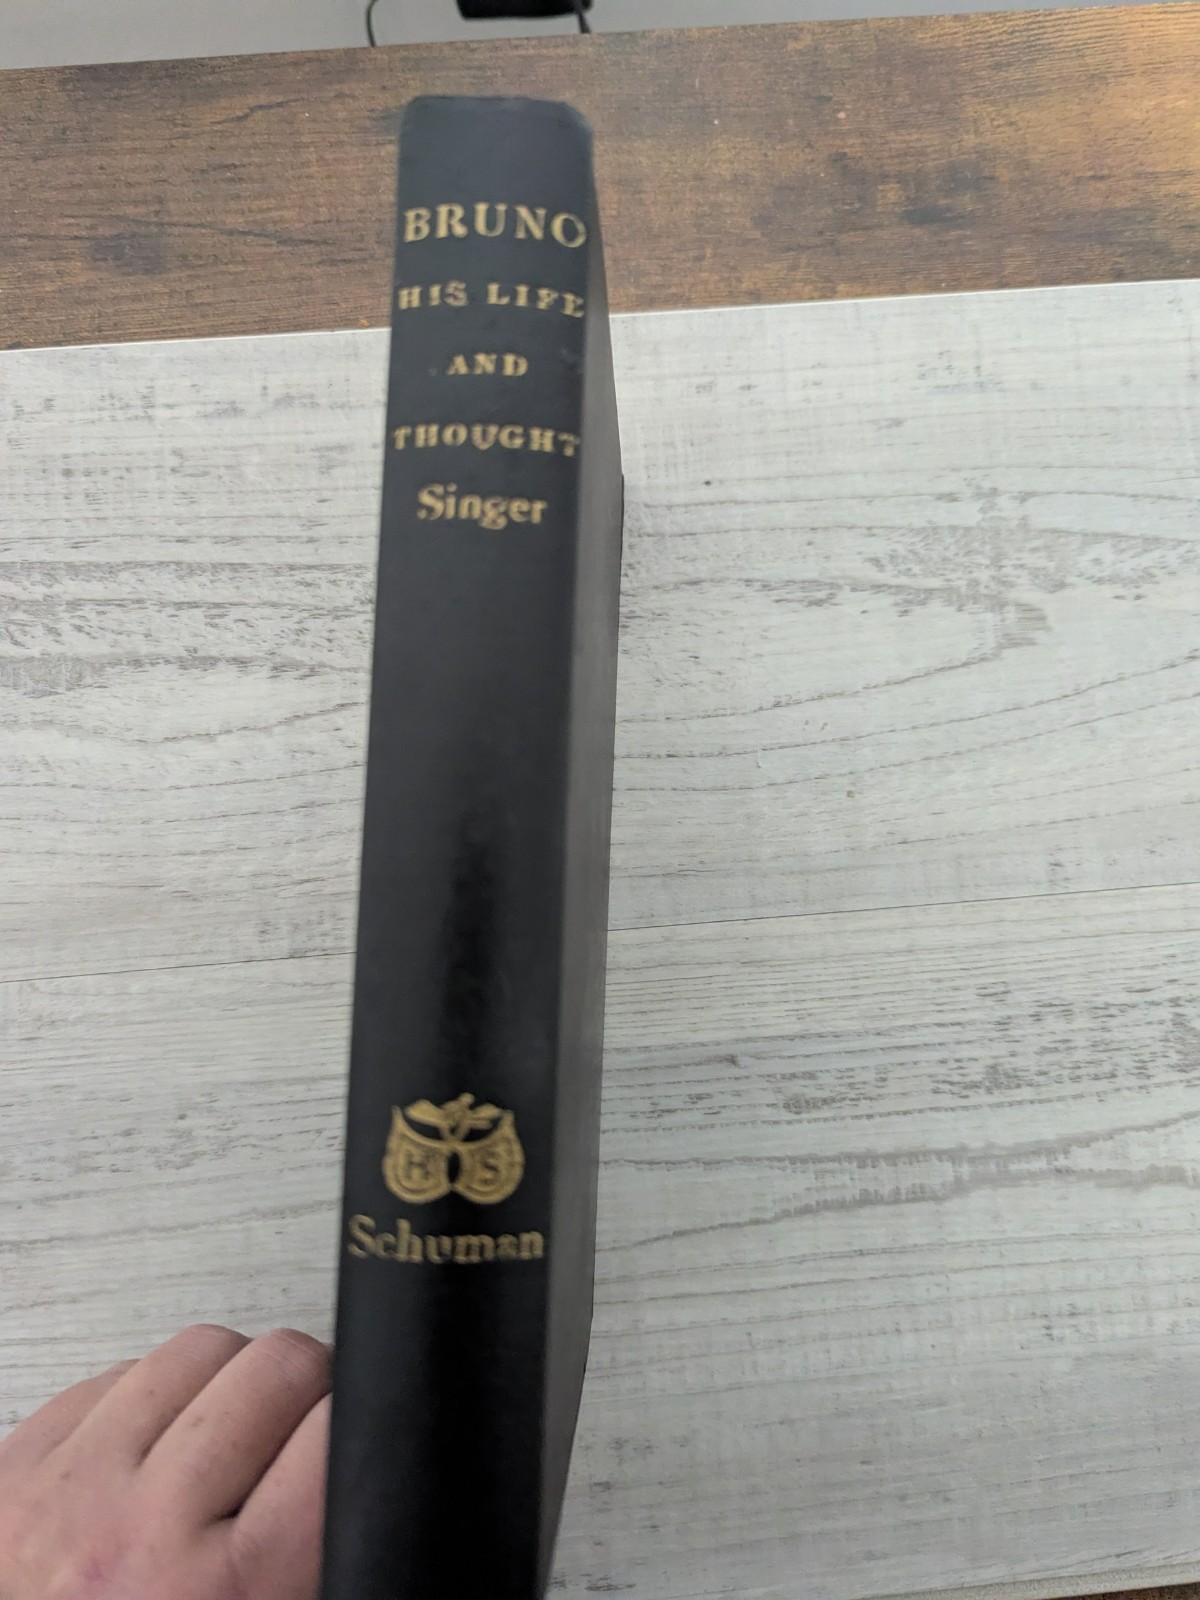 BRUNO
HIS LIFE
AND
THOUGHT
Singer
H S
Schuman